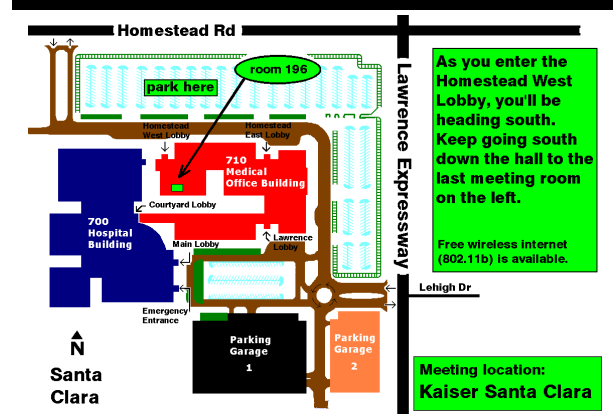 Homestead Rd
room 196
park here
Homestead
West Lobby
Homestead
East Lobby
710
Medical
Office Building
Courtyard Lobby
700
Hospital
Building
Main Lobby
Lawrence
Lobby
Emergency
Entrance
Parking
Garage
1
Parking
Garage
2
N
Santa
Clara
Lawrence Expressway
Lehigh Dr
As you enter the
Homestead West
Lobby, you'll be
heading south.
Keep going south
down the hall to the
last meeting room
on the left.
Free wireless internet
(802.11b) is available.
Meeting location:
Kaiser Santa Clara